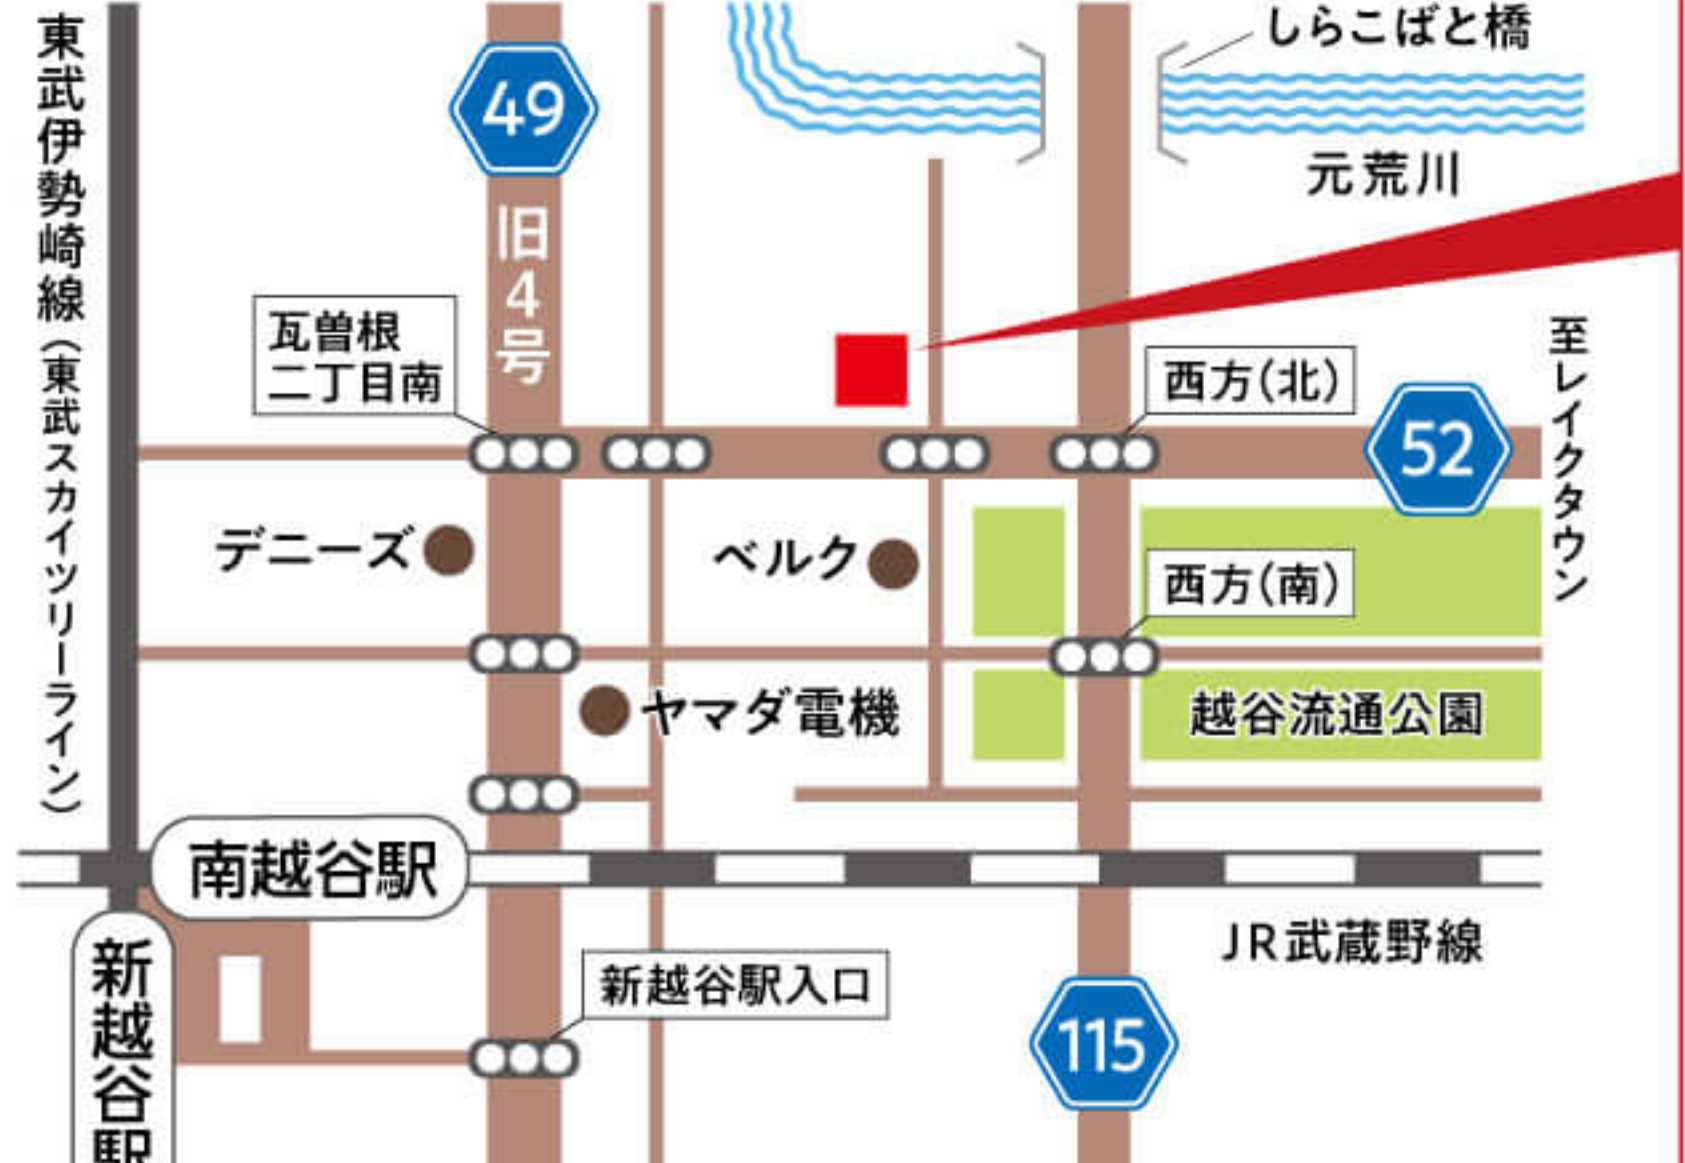 東武伊勢崎線（東武スカイツリーライン）
49
旧4号
しらこばと橋
元荒川
瓦曽根
二丁目南
西方（北）
52
至レイクタウン
デニーズ
ベルク
西方（南）
ヤマダ電機
越谷流通公園
南越谷駅
JR武蔵野線
新越谷駅
新越谷駅入口
115